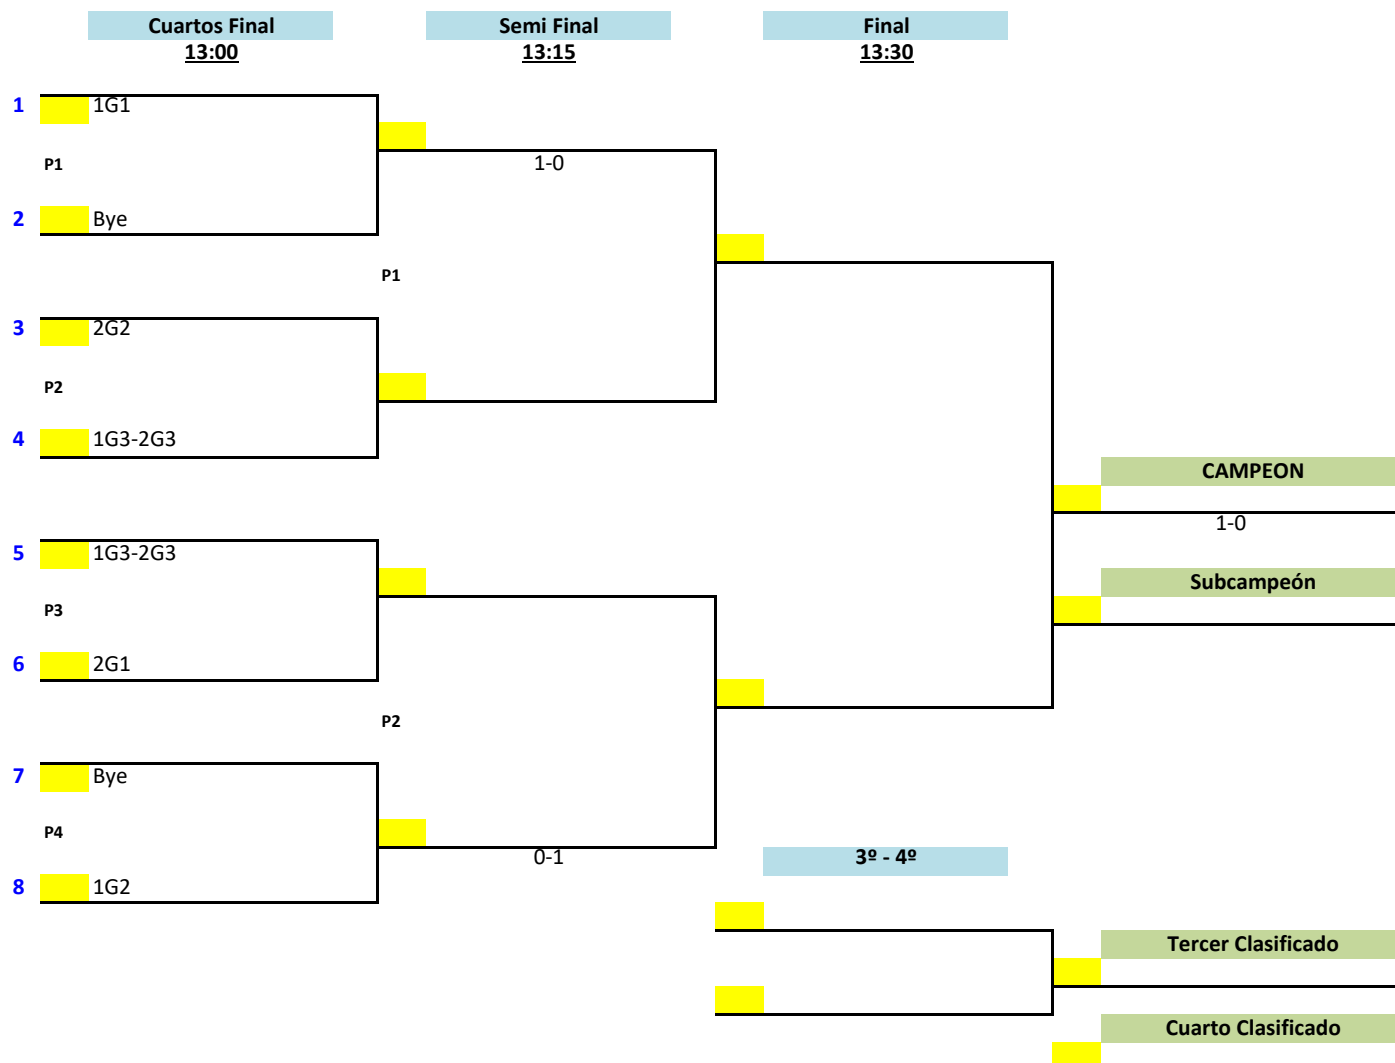 Cuartos Final Semi Final Final
13:00 13:15 13:30
1 1G1
P1 1-0
2 Bye
P1
3 2G2
P2
4 1G3-2G3
CAMPEON
1-0
5 1G3-2G3
Subcampeón
P3
6 2G1
P2
7 Bye
P4
0-1 3º - 4º
8 1G2
Tercer Clasificado
Cuarto Clasificado